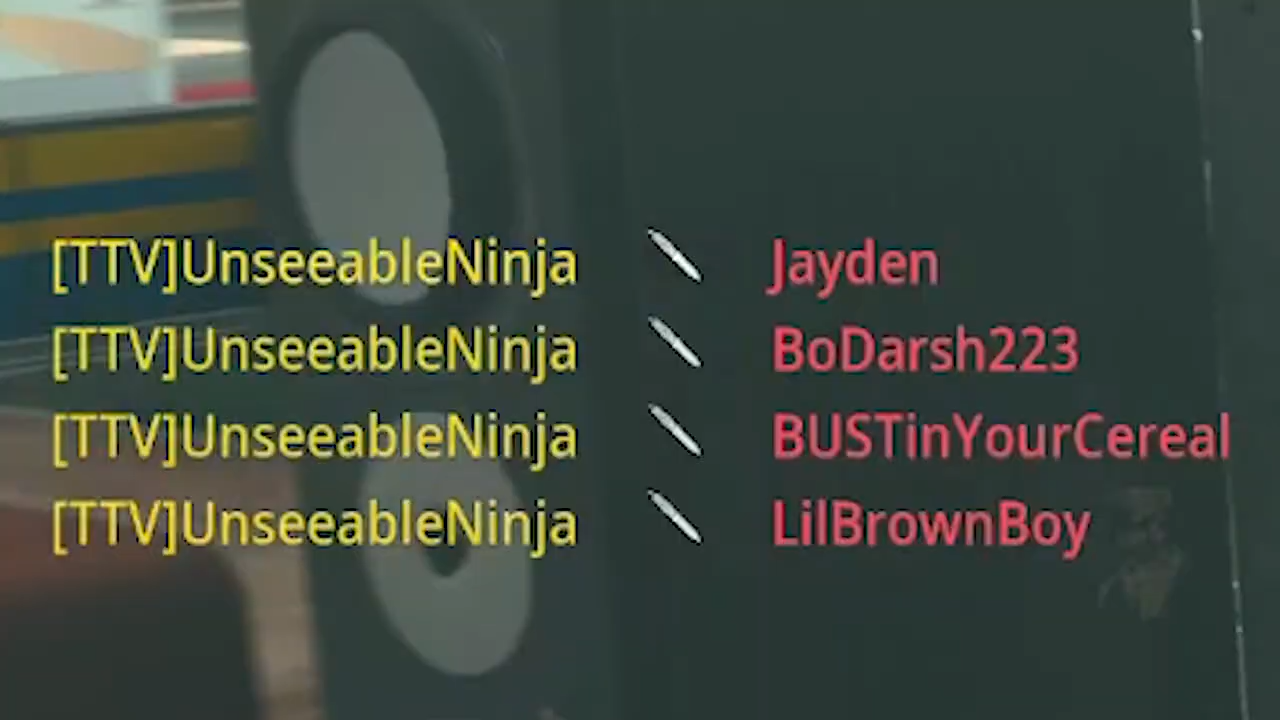 [TTV]UnseeableNinja Jayden
[TTV]UnseeableNinja BoDarsh223
[TTV]UnseeableNinja BUSTinYourCereal
[TTV]UnseeableNinja LilBrownBoy